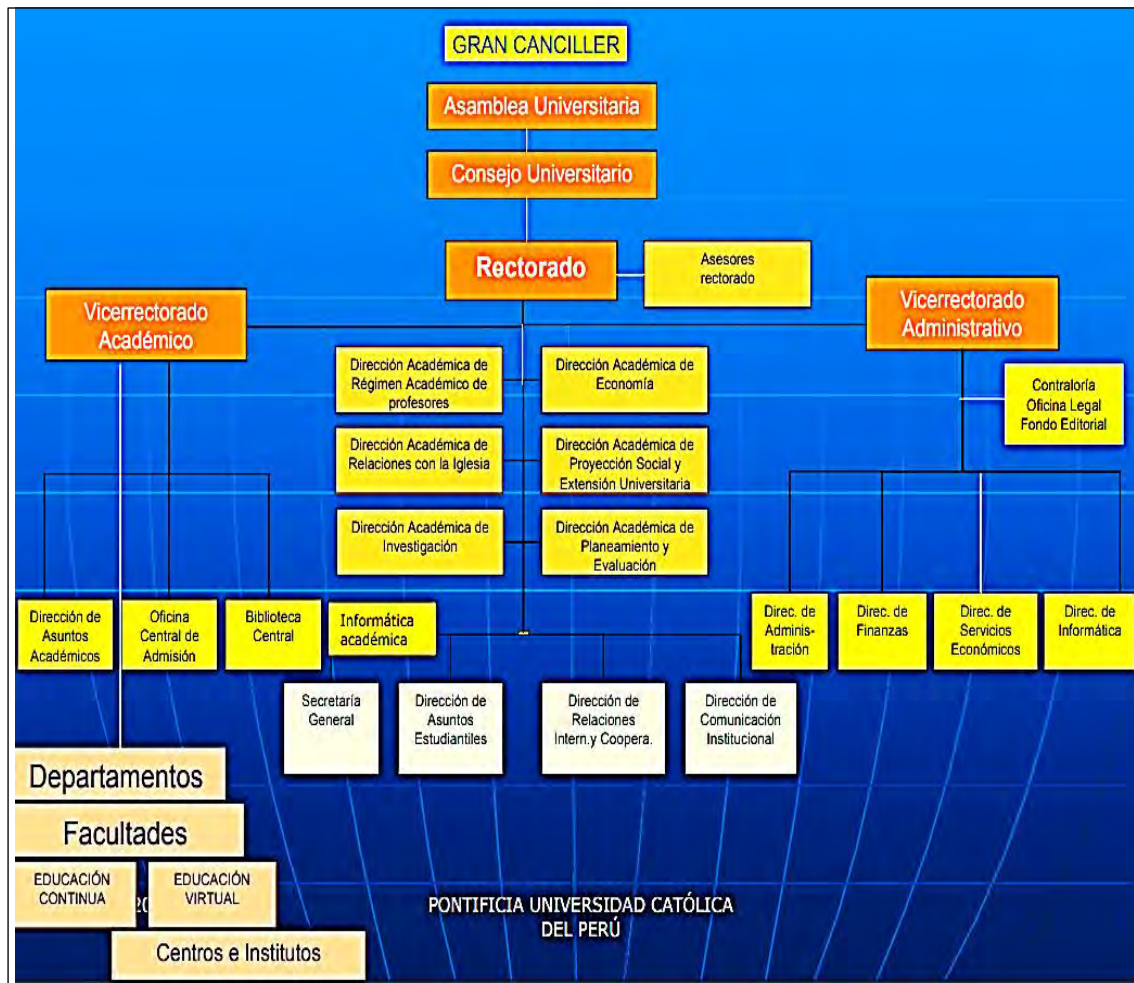 GRAN CANCILLER
Asamblea Universitaria
Consejo Universitario
Rectorado
Asesores
rectorado
Vicerrectorado
Académico
Vicerrectorado
Administrativo
Dirección Académica de
Régimen Académico de
profesores
Dirección Académica de
Economía
Contraloría
Oficina Legal
Fondo Editorial
Dirección Académica de
Relaciones con la Iglesia
Dirección Académica de
Proyección Social y
Extensión Universitaria
Dirección Académica de
Investigación
Dirección Académica de
Planeamiento y
Evaluación
Dirección de
Asuntos
Académicos
Oficina
Central de
Admisión
Biblioteca
Central
Informática
académica
Direc. de
Adminis-
tración
Direc. de
Finanzas
Direc. de
Servicios
Económicos
Direc. de
Informática
Secretaría
General
Dirección de
Asuntos
Estudiantiles
Dirección de
Relaciones
Intern.y Coopera.
Dirección de
Comunicación
Institucional
Departamentos
Facultades
EDUCACIÓN
CONTINUA
EDUCACIÓN
VIRTUAL
Centros e Institutos
PONTIFICIA UNIVERSIDAD CATÓLICA
DEL PERÚ